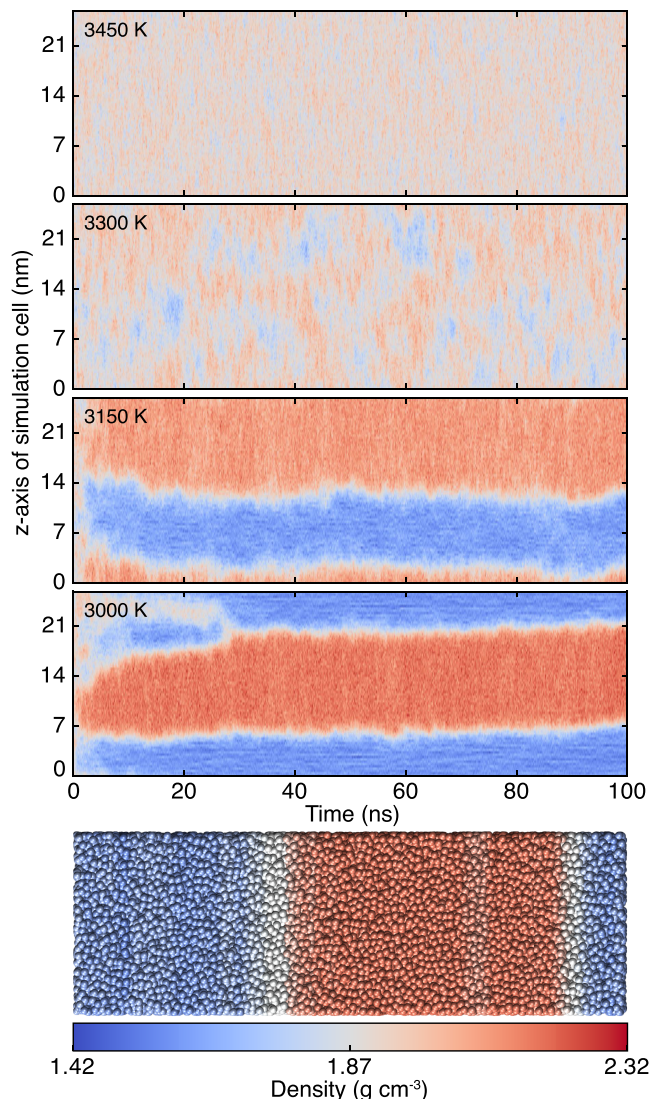 3450 K
21
14
7
0
3300 K
21
14
7
0
z-axis of simulation cell (nm)
3150 K
21
14
7
0
3000 K
21
14
7
0
0 20 40 60 80 100
Time (ns)
1.42 1.87 2.32
Density (g cm-3)